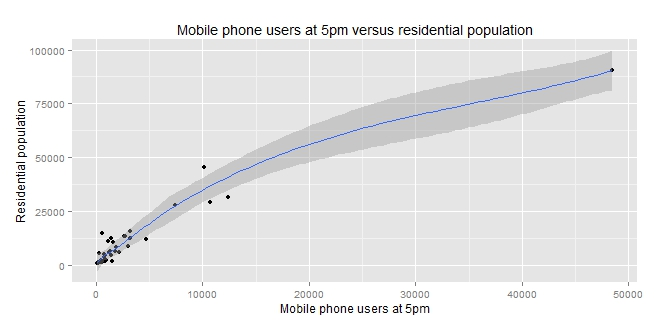 Mobile phone users at 5pm versus residential population
100000
75000
50000
25000
0
Residential population
0 10000 20000 30000 40000 50000
Mobile phone users at 5pm